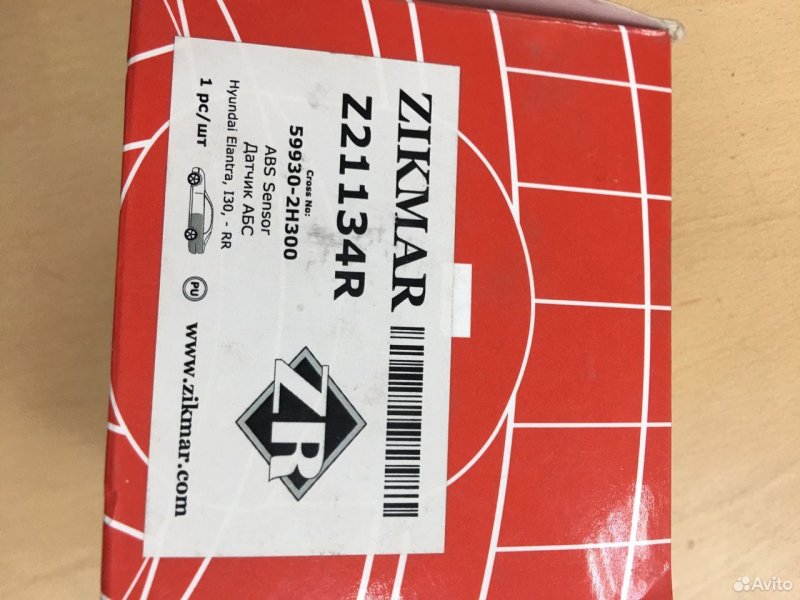 ZIKMAR
Z21134R
Cross No:
59930-2H300
ABS Sensor
Датчик АБС
Hyundai Elantra, I30, - RR
1 pc/шт
PU
www.zikmar.com
ZR
Avito